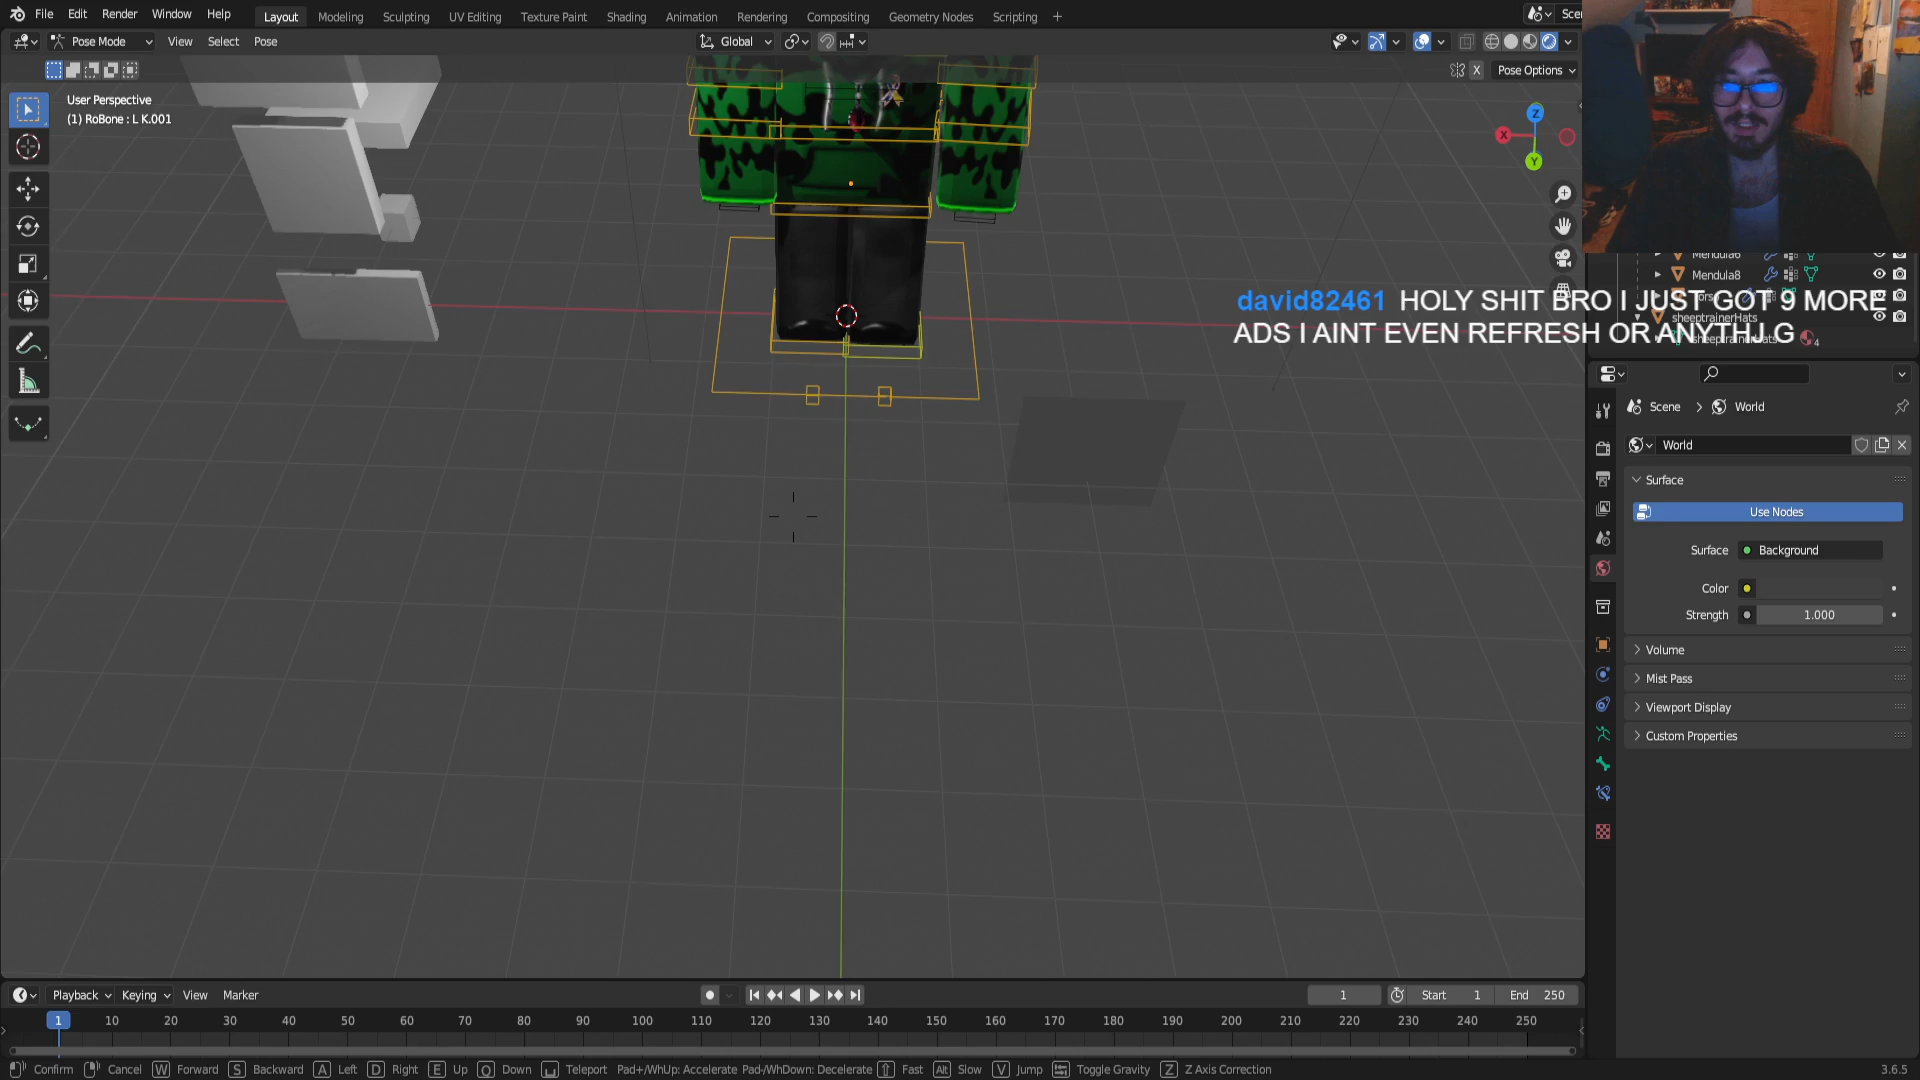 File Edit Render Window Help Layout Modeling Sculpting UV Editing Texture Paint Shading Animation Rendering Compositing Geometry Nodes Scripting +
Pose Mode View Select Pose Global
X Pose Options
User Perspective
(1) RoBone : L K.001
Z
X
Y
Mendula8
david82461 HOLY SHIT BRO I JUST GOT 9 MORE
ADS I AINT EVEN REFRESH OR ANYTHJ G
sheeptrainerHats
4
Scene > World
World
Surface
Use Nodes
Surface Background
Color
Strength 1.000
Volume
Mist Pass
Viewport Display
Custom Properties
Playback Keying View Marker 1 Start 1 End 250
1 10 20 30 40 50 60 70 80 90 100 110 120 130 140 150 160 170 180 190 200 210 220 230 240 250
Confirm Cancel W Forward S Backward A Left D Right E Up Q Down Teleport Pad+/WhUp: Accelerate Pad-/WhDown: Decelerate Fast Alt Slow V Jump Toggle Gravity Z Z Axis Correction 3.6.5